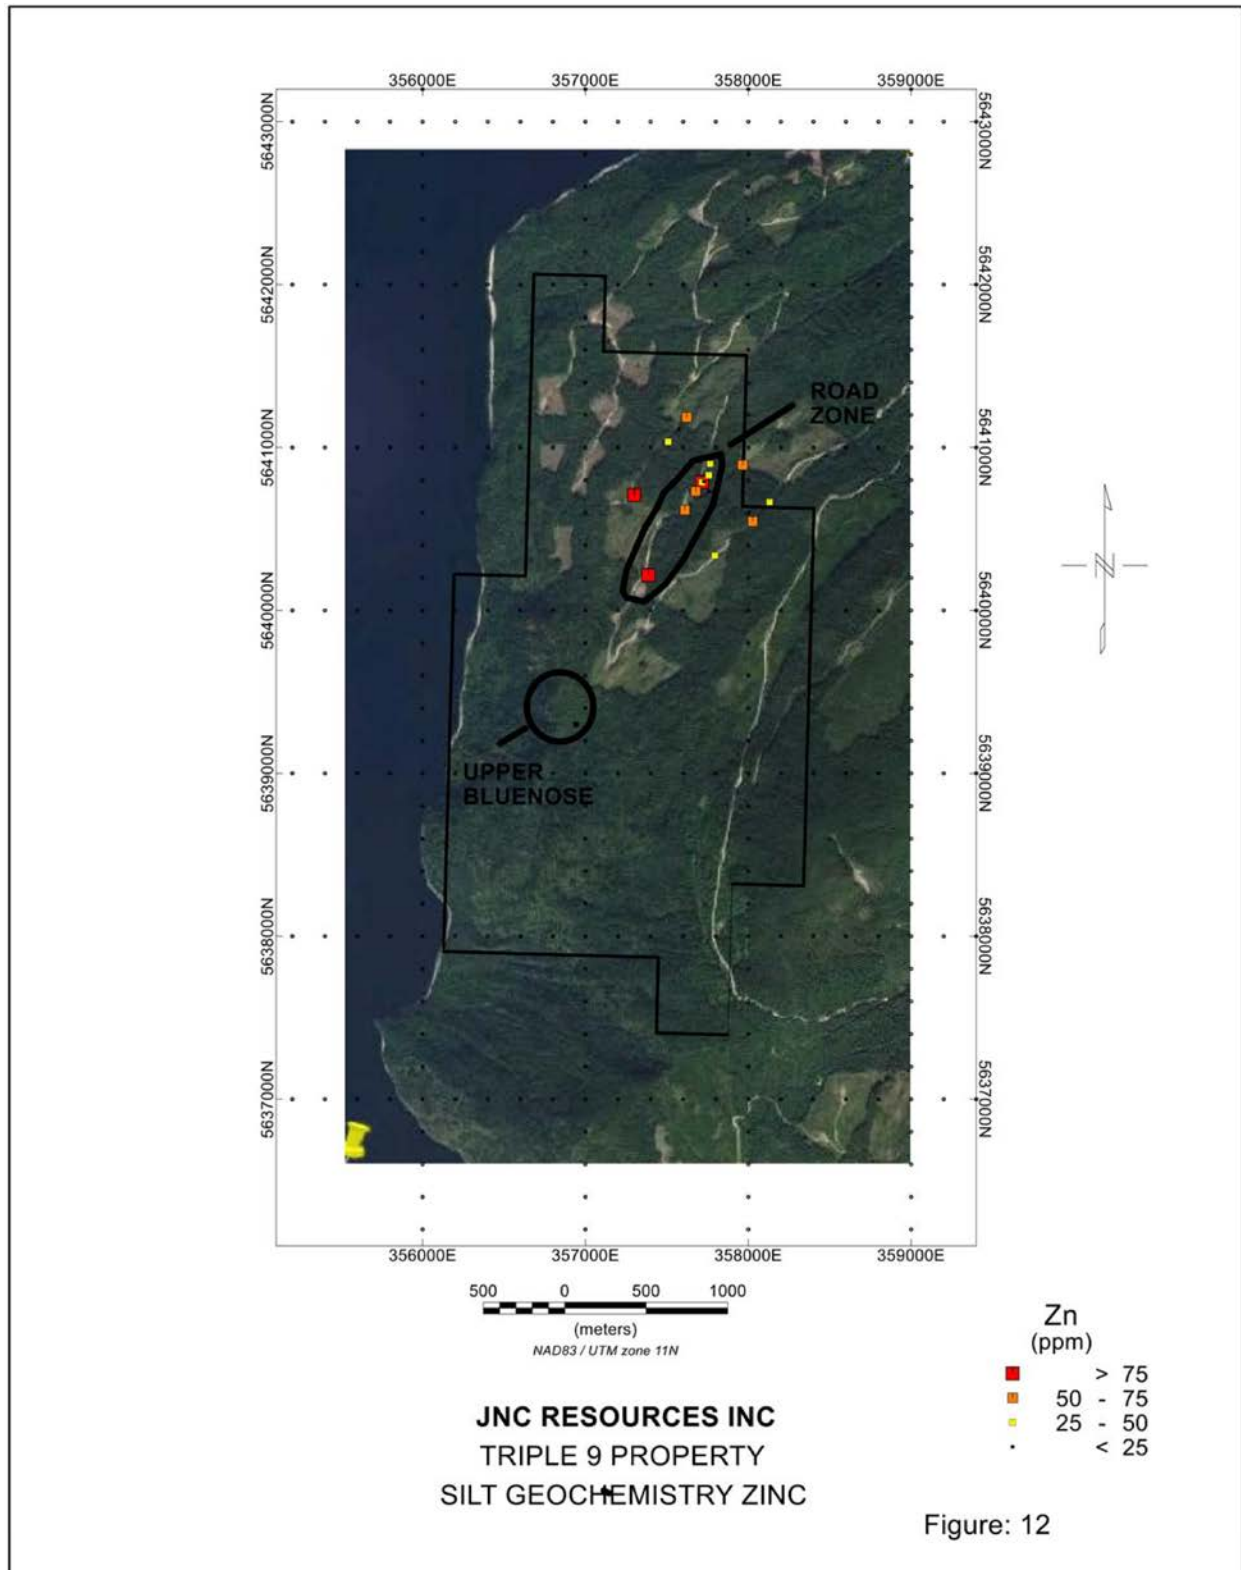 356000E 357000E 358000E 359000E
5643000N 5643000N
5642000N 5642000N
ROAD
ZONE
5641000N 5641000N
5640000N 5640000N
N
UPPER
BLUENOSE
5639000N 5639000N
5638000N 5638000N
5637000N 5637000N
356000E 357000E 358000E 359000E
500 0 500 1000
(meters)
NAD83 / UTM zone 11N
Zn
(ppm)
> 75
50 - 75
25 - 50
< 25
JNC RESOURCES INC
TRIPLE 9 PROPERTY
SILT GEOCHEMISTRY ZINC
Figure: 12